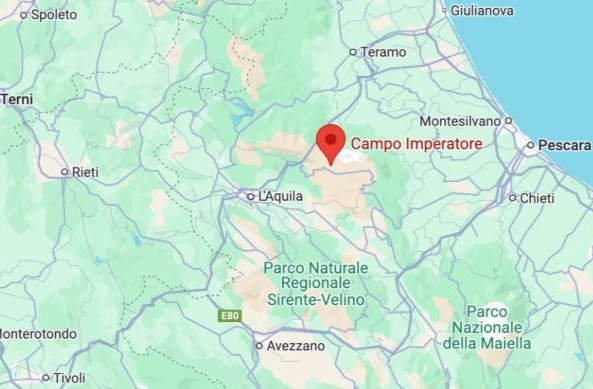 Spoleto
Giulianova
Teramo
Terni
Montesilvano
Campo Imperatore
Pescara
Rieti
L'Aquila
Chieti
Parco Naturale
Regionale
Sirente-Velino
E80
Parco
Nazionale
della Maiella
Monterotondo
Avezzano
Tivoli